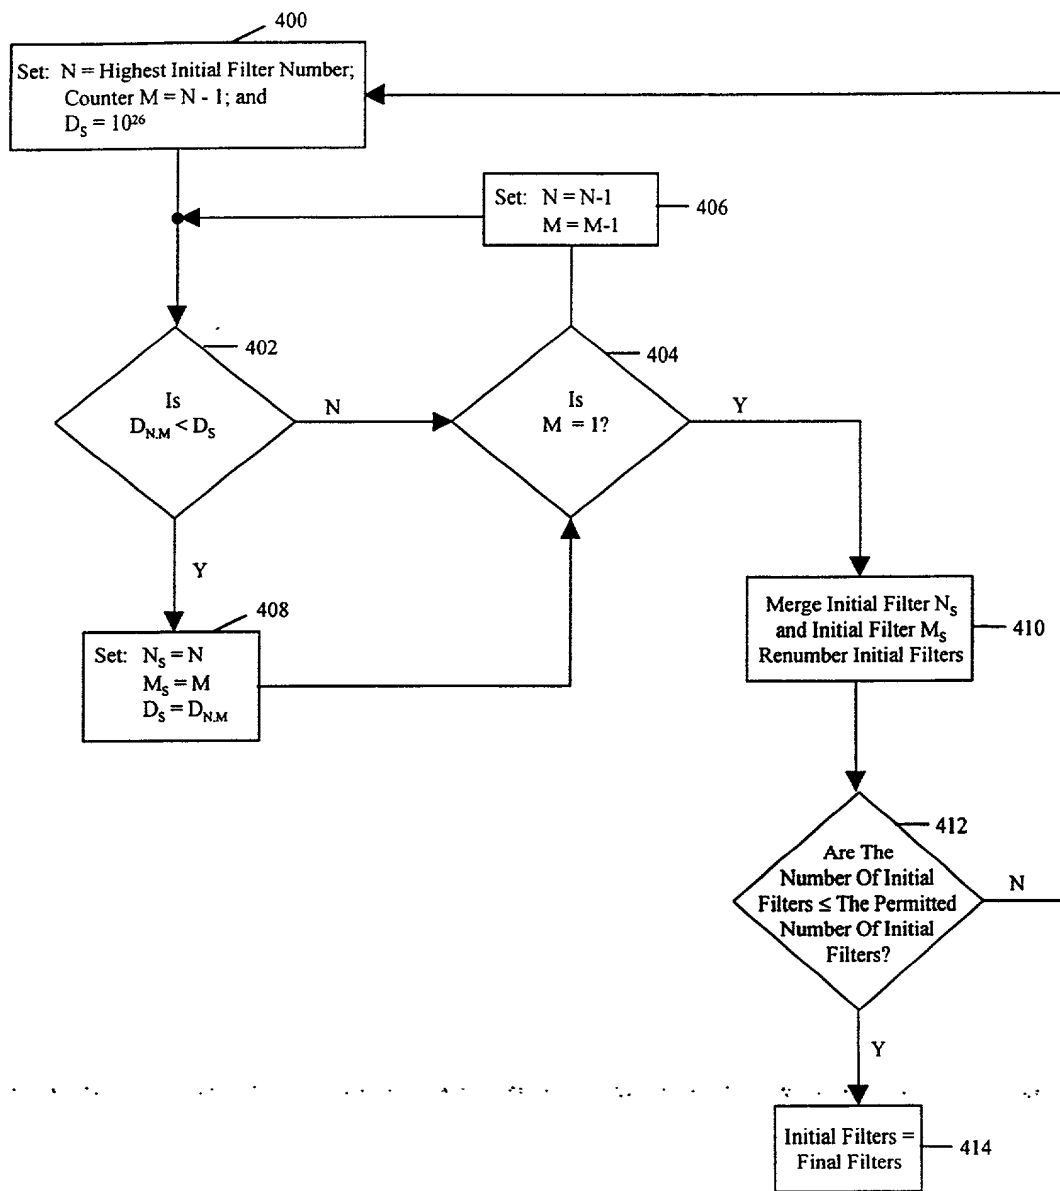 400
Set: N = Highest Initial Filter Number;
Counter M = N - 1; and
D_S = 10²⁶
Set: N = N-1
M = M-1
406
402
Is
D_N,M < D_S
N
404
Is
M = 1?
Y
Y
408
Set: N_S = N
M_S = M
D_S = D_N,M
Merge Initial Filter N_S
and Initial Filter M_S
Renumber Initial Filters
410
412
Are The
Number Of Initial
Filters ≤ The Permitted
Number Of Initial
Filters?
N
Y
Initial Filters =
Final Filters
414